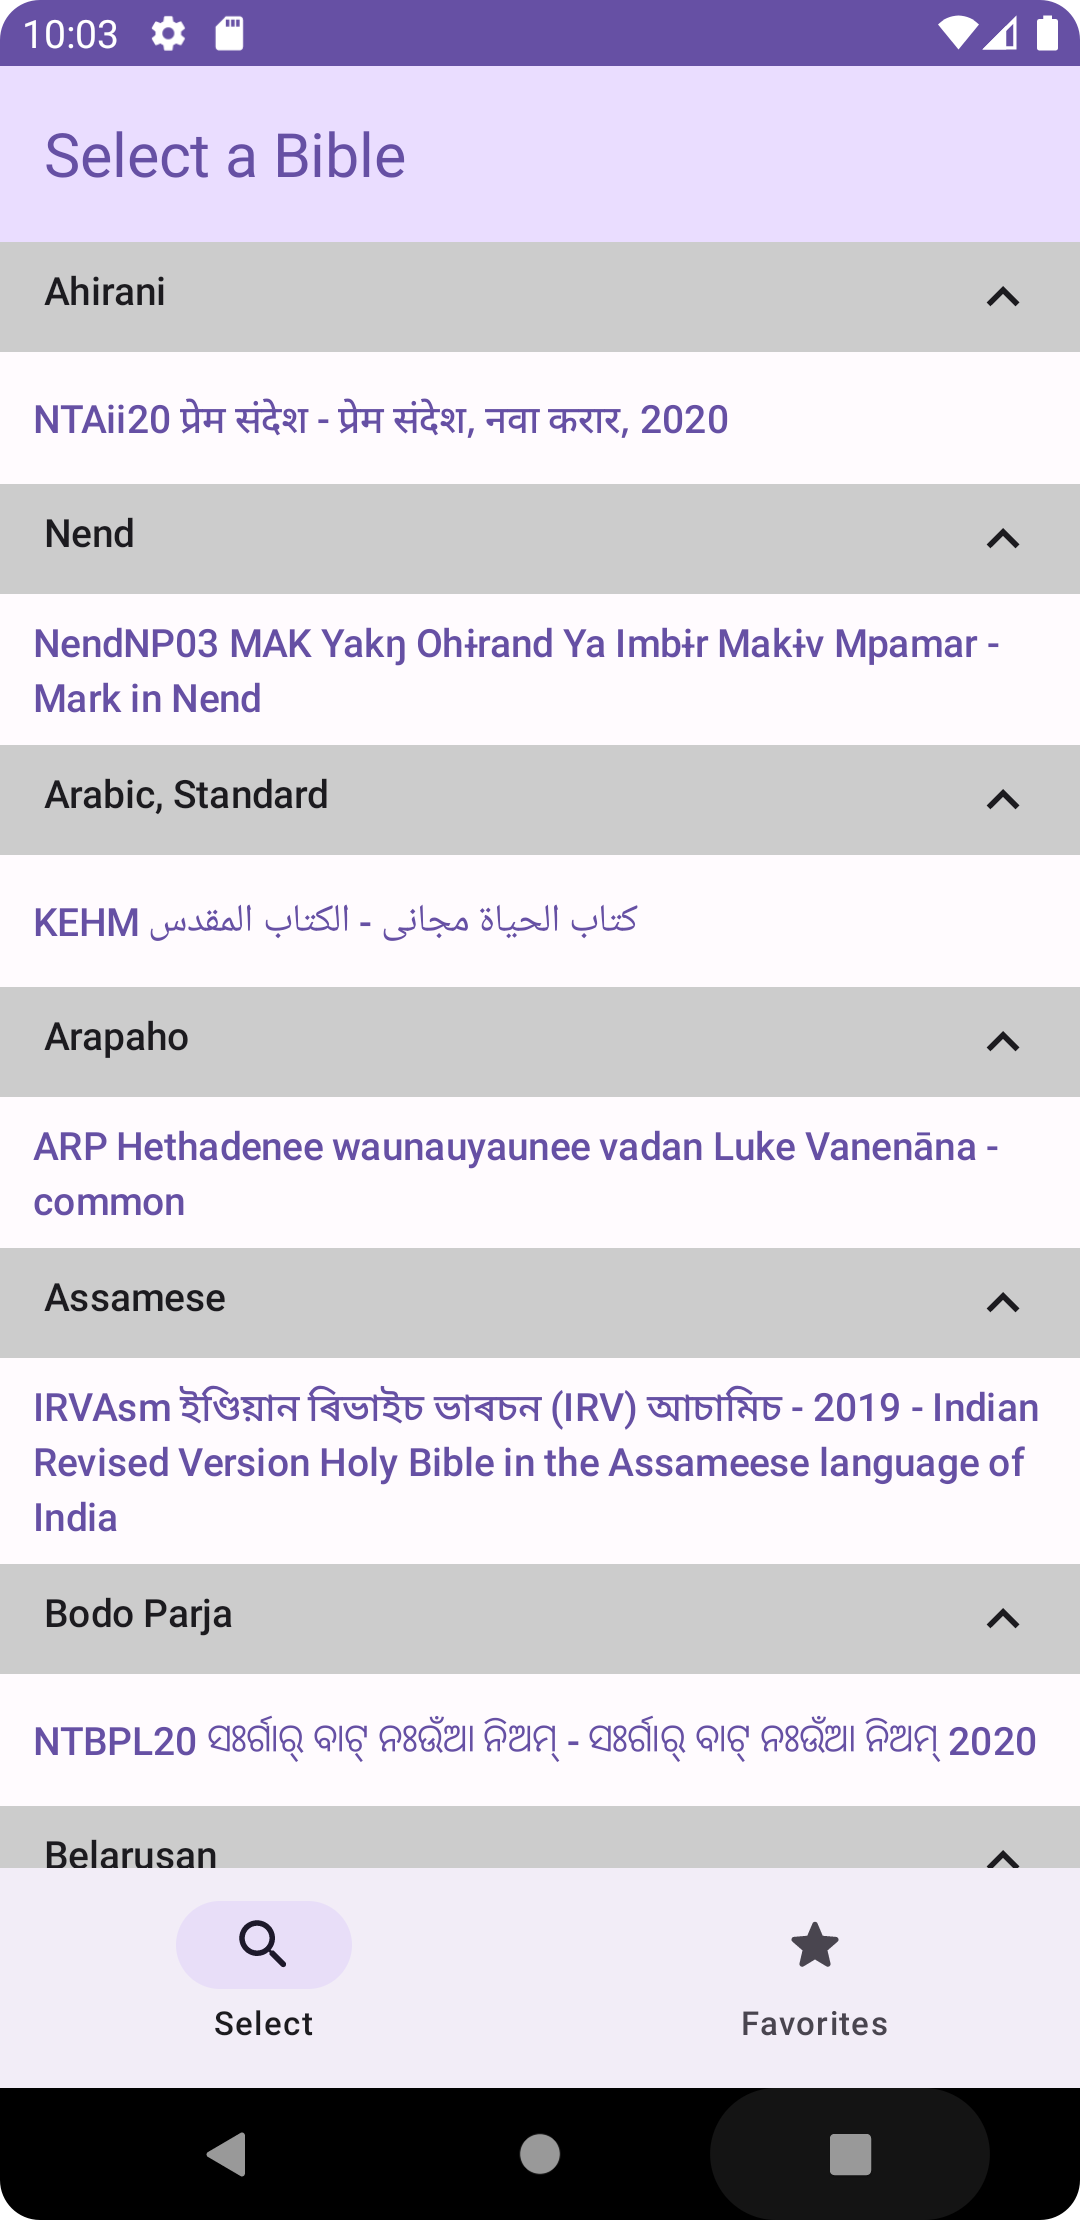 10:03
Select a Bible
Ahirani
NTAii20 प्रेम संदेश - प्रेम संदेश, नवा करार, 2020
Nend
NendNP03 MAK Yakŋ Ohɨrand Ya Imbɨr Makɨv Mpamar -
Mark in Nend
Arabic, Standard
KEHM كتاب الحياة مجانى - الكتاب المقدس
Arapaho
ARP Hethadenee waunauyaunee vadan Luke Vanenāna -
common
Assamese
IRVAsm ইণ্ডিয়ান ৰিভাইচ ভাৰচন (IRV) আচামিচ - 2019 - Indian
Revised Version Holy Bible in the Assameese language of
India
Bodo Parja
NTBPL20 ସଃର୍ଗାର୍ ବାଟ୍ ନଃଉଁଆ ନିଅମ୍ - ସଃର୍ଗାର୍ ବାଟ୍ ନଃଉଁଆ ନିଅମ୍ 2020
Belarusan
Select
Favorites